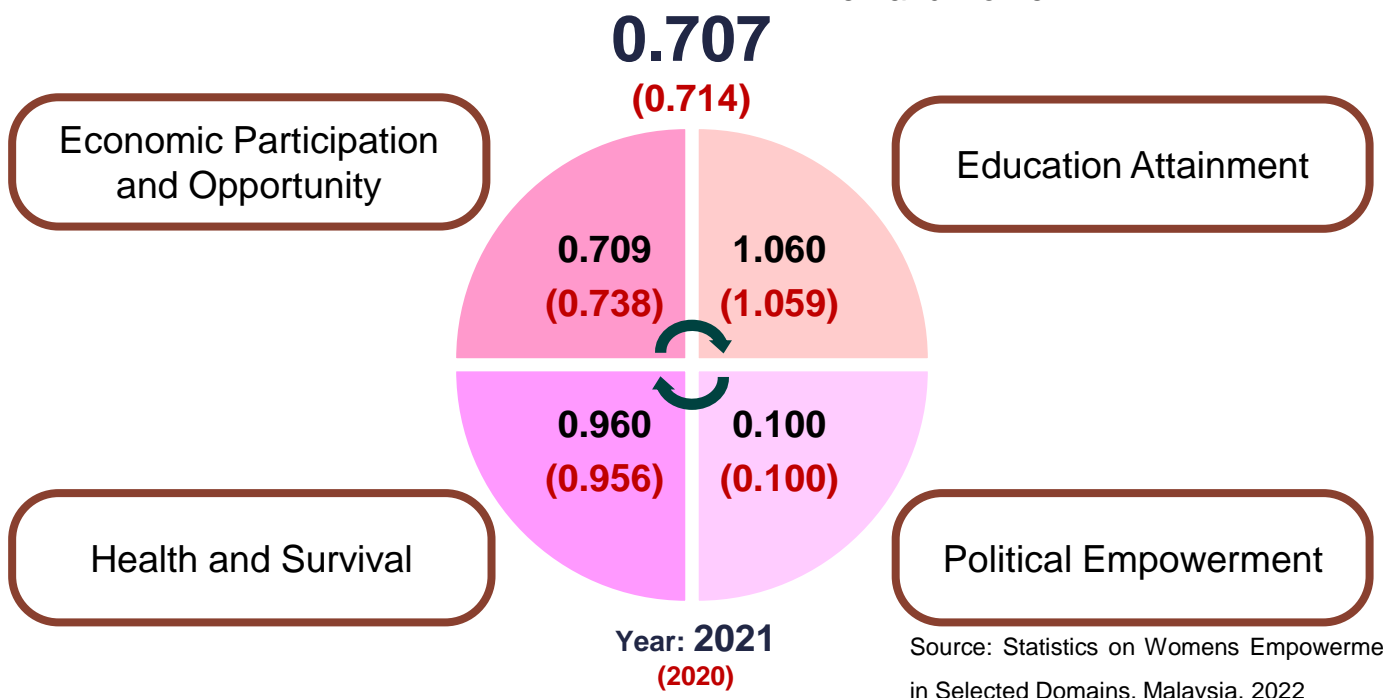 0.707
(0.714)
Economic Participation
and Opportunity
Education Attainment
0.709
(0.738)
1.060
(1.059)
0.960
(0.956)
0.100
(0.100)
Health and Survival
Political Empowerment
Year: 2021
(2020)
Source: Statistics on Womens Empowerme
in Selected Domains, Malaysia, 2022